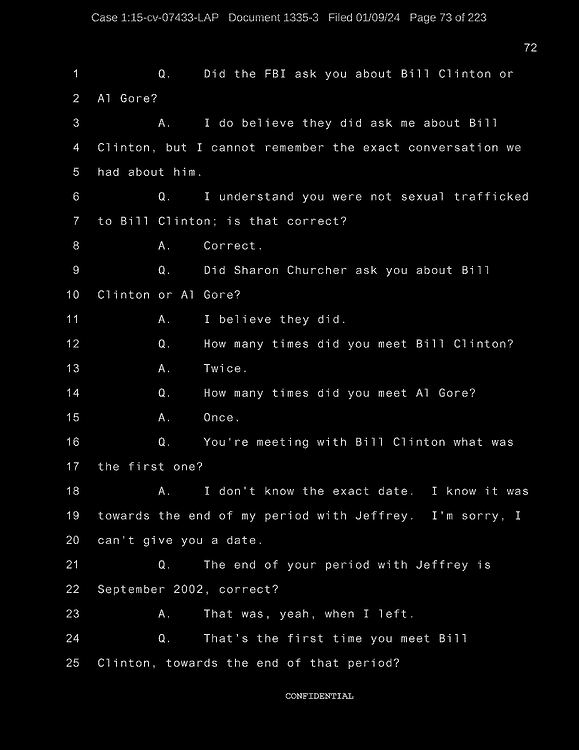 Case 1:15-cv-07433-LAP Document 1335-3 Filed 01/09/24 Page 73 of 223
72
1 Q. Did the FBI ask you about Bill Clinton or
2 Al Gore?
3 A. I do believe they did ask me about Bill
4 Clinton, but I cannot remember the exact conversation we
5 had about him.
6 Q. I understand you were not sexual trafficked
7 to Bill Clinton; is that correct?
8 A. Correct.
9 Q. Did Sharon Churcher ask you about Bill
10 Clinton or Al Gore?
11 A. I believe they did.
12 Q. How many times did you meet Bill Clinton?
13 A. Twice.
14 Q. How many times did you meet Al Gore?
15 A. Once.
16 Q. You're meeting with Bill Clinton what was
17 the first one?
18 A. I don't know the exact date. I know it was
19 towards the end of my period with Jeffrey. I'm sorry, I
20 can't give you a date.
21 Q. The end of your period with Jeffrey is
22 September 2002, correct?
23 A. That was, yeah, when I left.
24 Q. That's the first time you meet Bill
25 Clinton, towards the end of that period?
CONFIDENTIAL